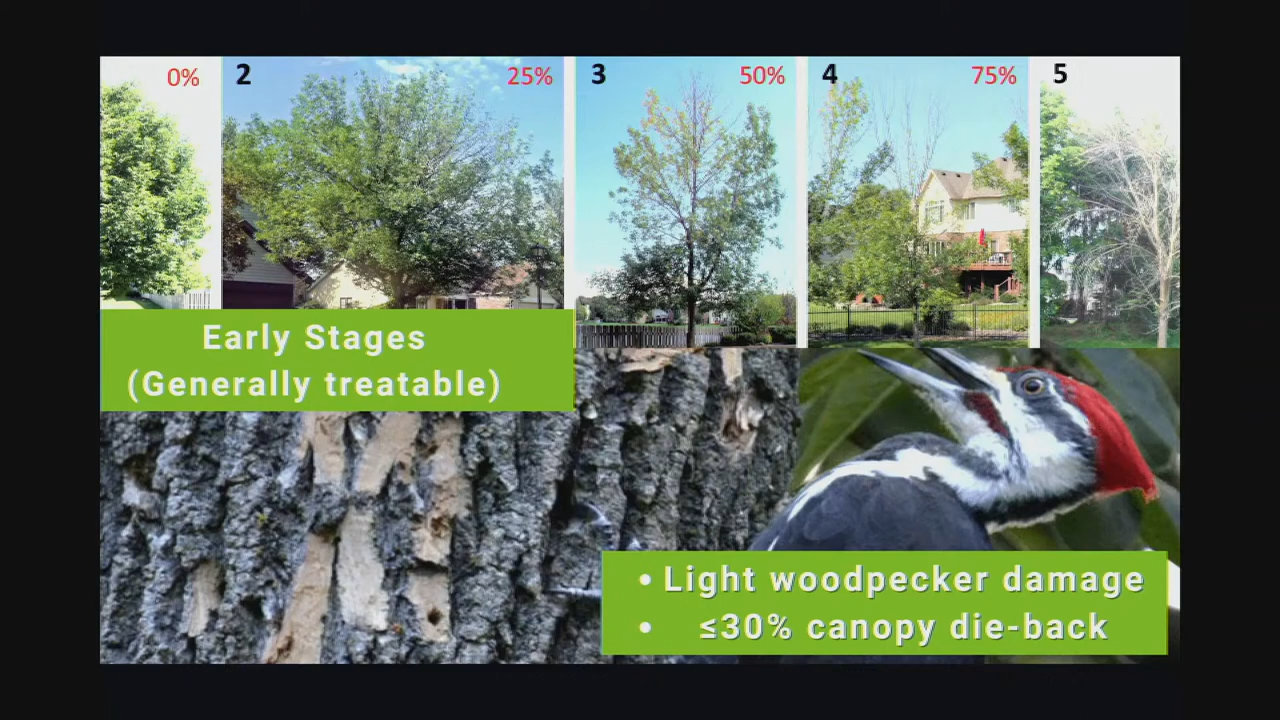 0%
2
25%
3
50%
4
75%
5
Early Stages
(Generally treatable)
• Light woodpecker damage
• ≤30% canopy die-back